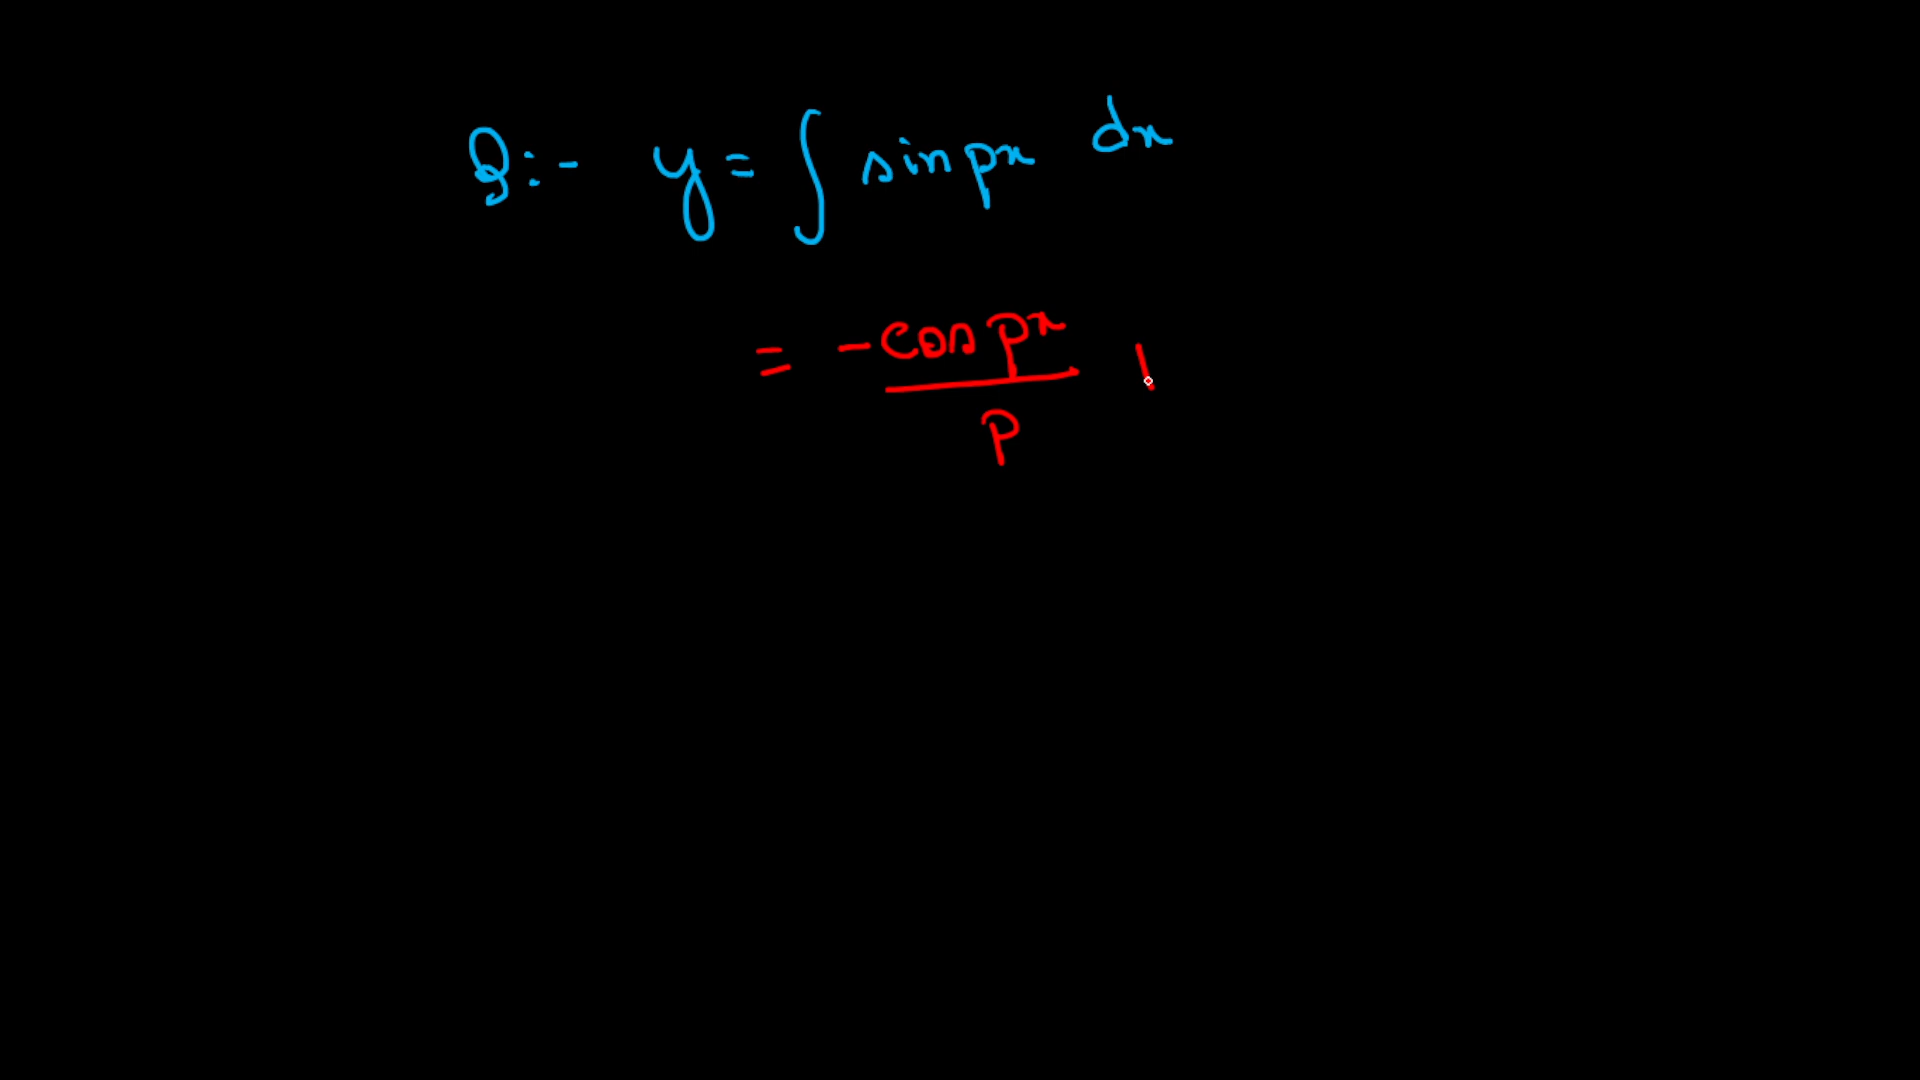 Q:- y = ∫ sin px dx
= -cos px / p